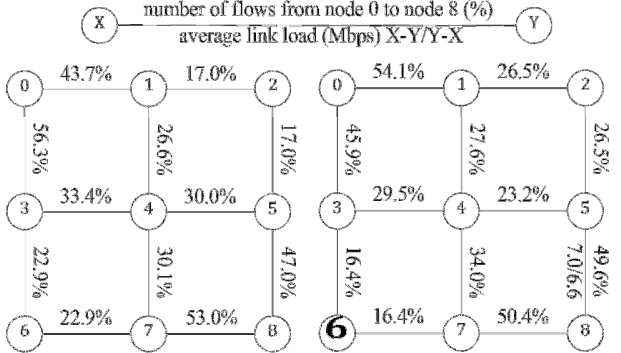 number of flows from node 0 to node 8 (%)
X Y
average link load (Mbps) X-Y/Y-X
0 43.7% 1 17.0% 2 0 54.1% 1 26.5% 2
56.3% 26.6% 17.0% 45.9% 27.6% 26.5%
3 33.4% 4 30.0% 5 3 29.5% 4 23.2% 5
22.9% 30.1% 47.0% 16.4% 34.0% 7.0/6.6 49.6%
6 22.9% 7 53.0% 8 6 16.4% 7 50.4% 8